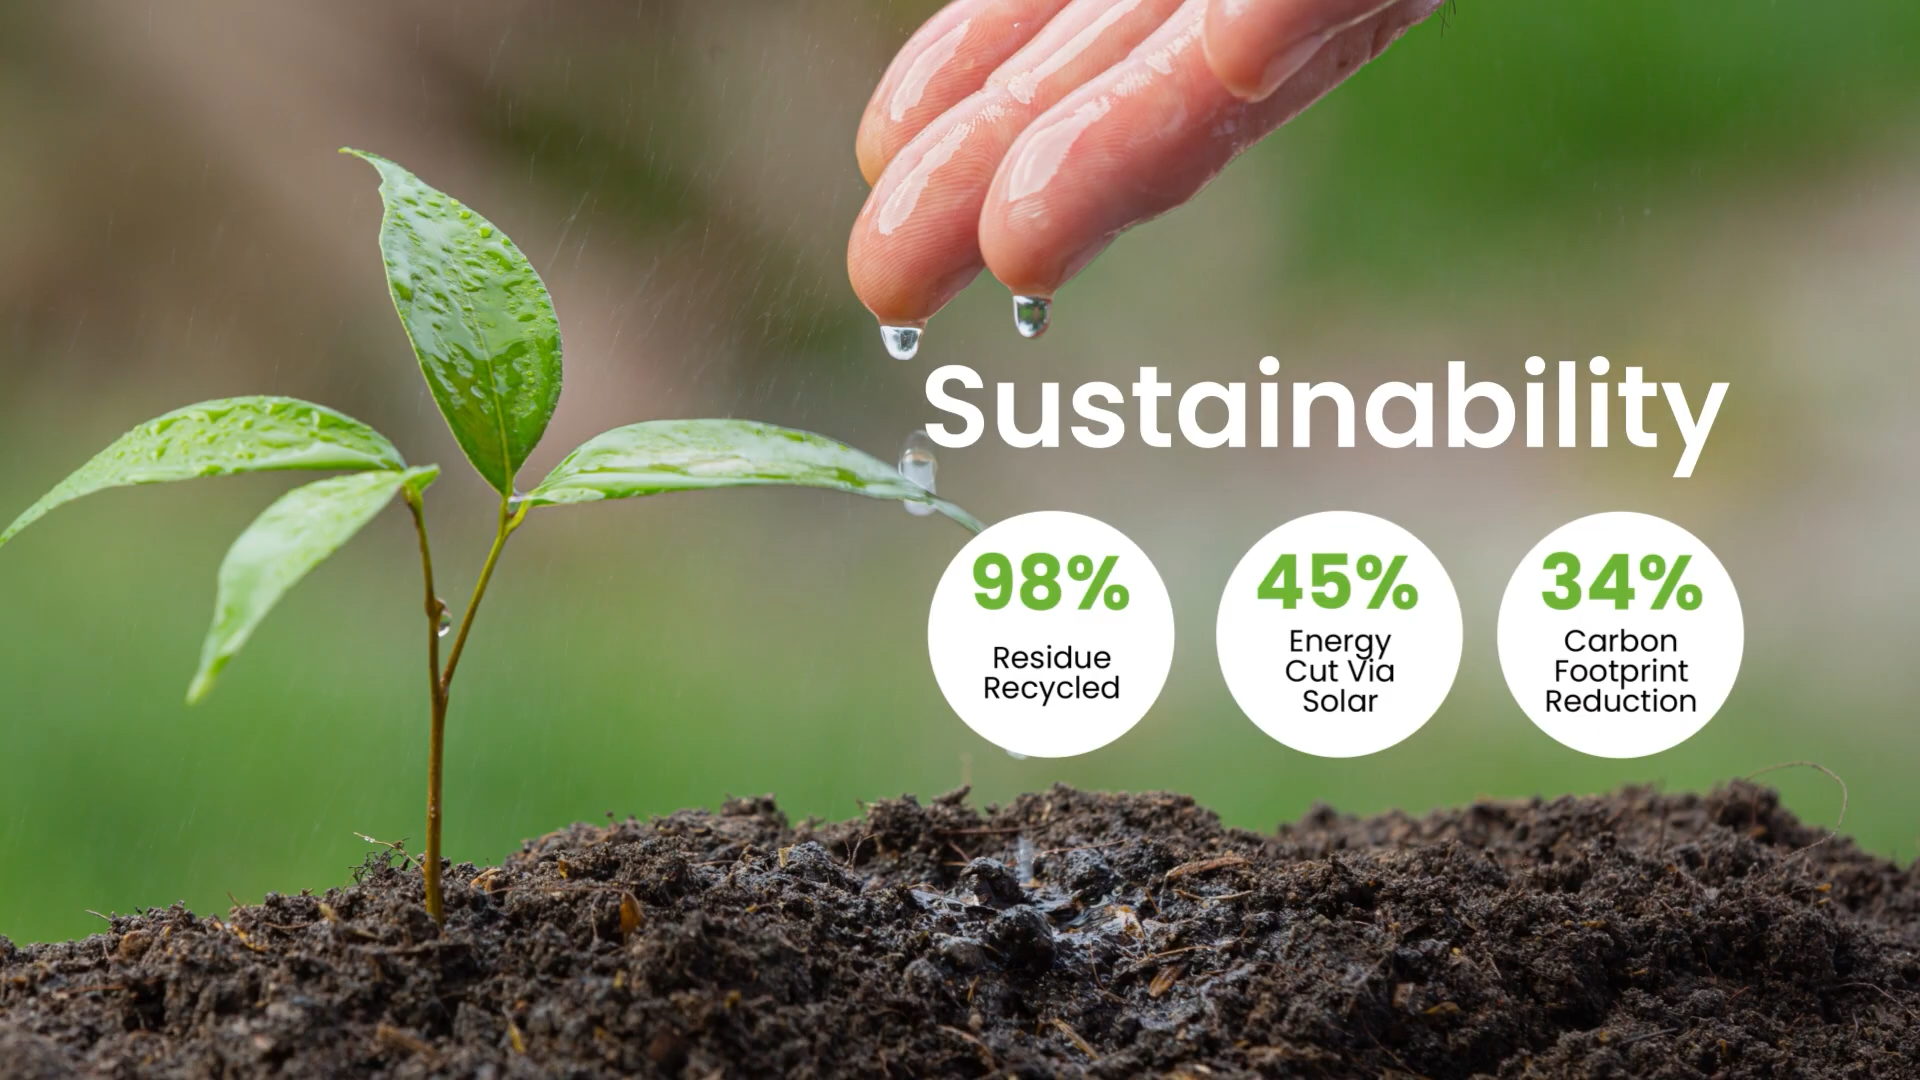 Sustainability
98%
Residue
Recycled
45%
Energy
Cut Via
Solar
34%
Carbon
Footprint
Reduction